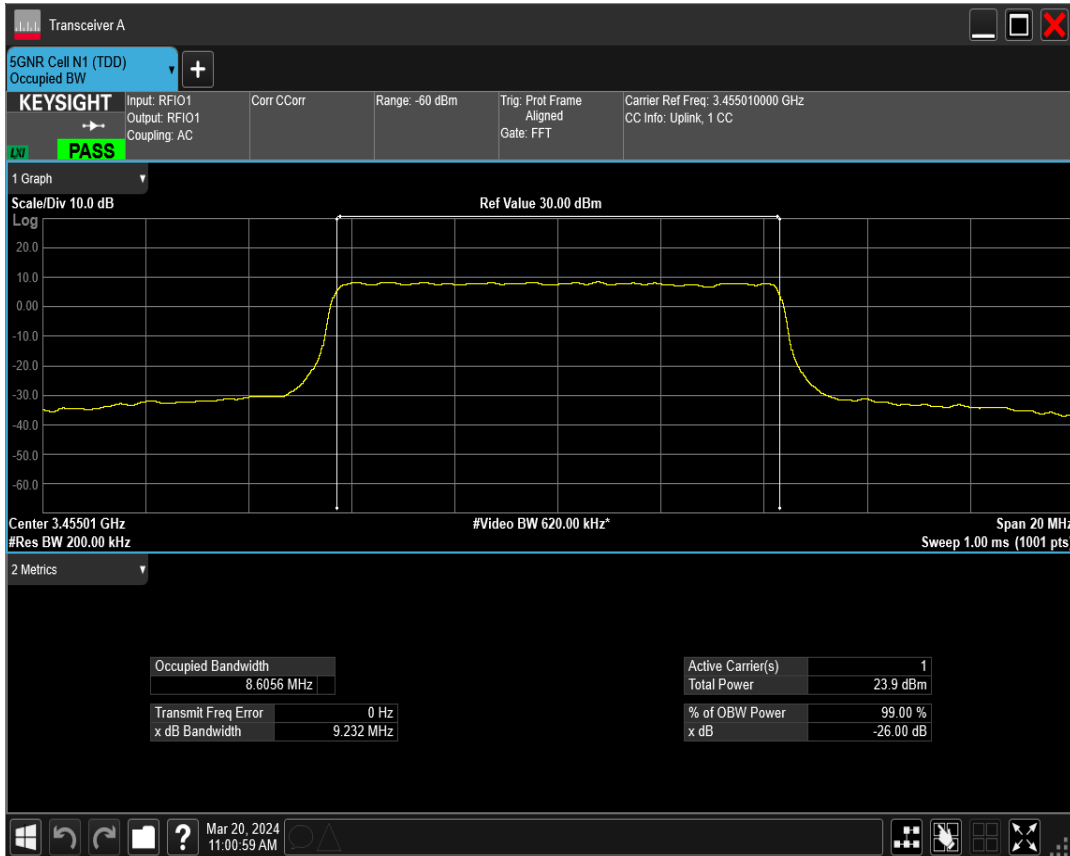 Transceiver A
5GNR Cell N1 (TDD)
Occupied BW
+
KEYSIGHT
LXI
PASS
Input: RFIO1
Output: RFIO1
Coupling: AC
Corr CCorr
Range: -60 dBm
Trig: Prot Frame
Aligned
Gate: FFT
Carrier Ref Freq: 3.455010000 GHz
CC Info: Uplink, 1 CC
1 Graph
Scale/Div 10.0 dB
Ref Value 30.00 dBm
Log
20.0
10.0
0.00
-10.0
-20.0
-30.0
-40.0
-50.0
-60.0
Center 3.45501 GHz
#Video BW 620.00 kHz*
Span 20 MHz
#Res BW 200.00 kHz
Sweep 1.00 ms (1001 pts)
2 Metrics
Occupied Bandwidth
8.6056 MHz
Transmit Freq Error 0 Hz
x dB Bandwidth 9.232 MHz
Active Carrier(s) 1
Total Power 23.9 dBm
% of OBW Power 99.00 %
x dB -26.00 dB
?
Mar 20, 2024
11:00:59 AM